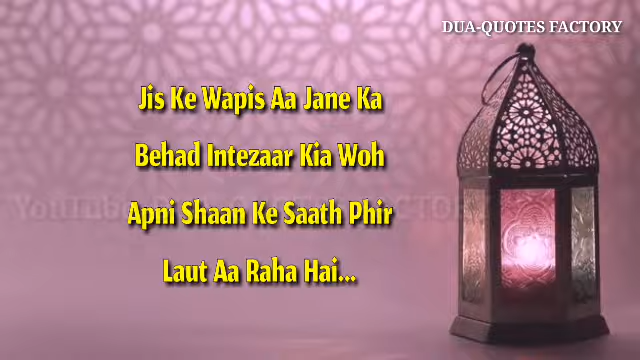 DUA-QUOTES FACTORY
Jis Ke Wapis Aa Jane Ka
Behad Intezaar Kia Woh
Apni Shaan Ke Saath Phir
Laut Aa Raha Hai...